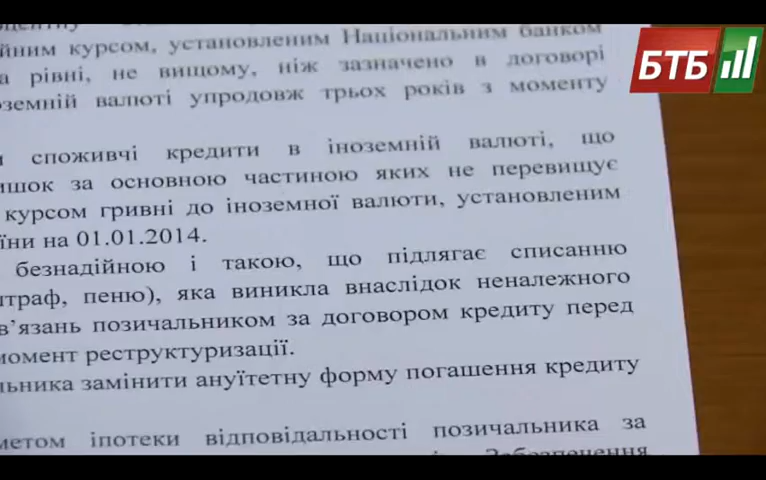 йним курсом, установленим Національним банком
а рівні, не вищому, ніж зазначено в договорі
оземній валюті упродовж трьох років з моменту
и споживчі кредити в іноземній валюті, що
ишок за основною частиною яких не перевищує
курсом гривні до іноземної валюти, установленим
їни на 01.01.2014.
безнадійною і такою, що підлягає списанню
траф, пеню), яка виникла внаслідок неналежного
в’язань позичальником за договором кредиту перед
момент реструктуризації.
льника замінити ануїтетну форму погашення кредиту
метом іпотеки відповідальності позичальника за
Забезпечення
БТБ